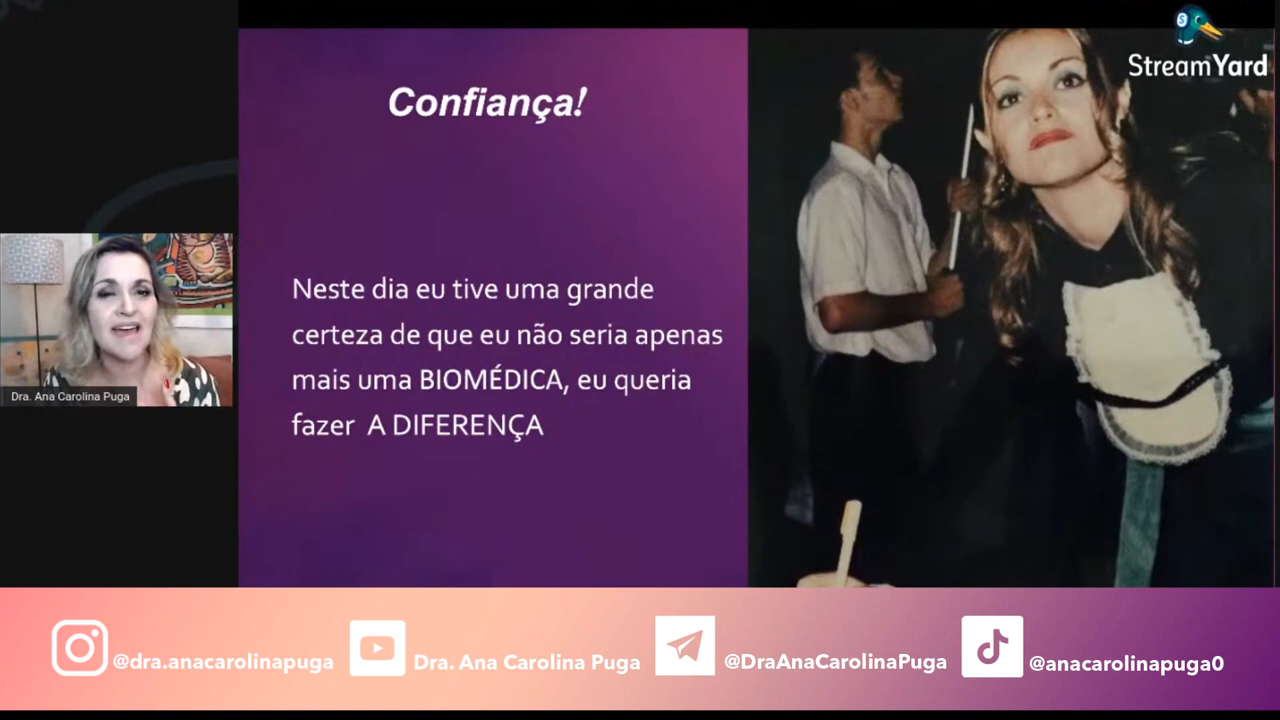 StreamYard
Confiança!
Neste dia eu tive uma grande
certeza de que eu não seria apenas
mais uma BIOMÉDICA, eu queria
fazer A DIFERENÇA
Dra. Ana Carolina Puga
@dra.anacarolinapuga
Dra. Ana Carolina Puga
@DraAnaCarolinaPuga
@anacarolinapuga0